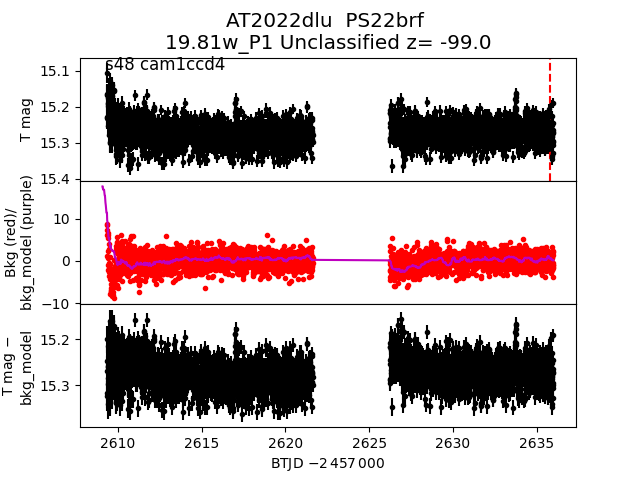 AT2022dlu  PS22brf
19.81w_P1 Unclassified z= -99.0
s48 cam1ccd4
15.1
15.2
15.3
15.4
T mag
10
0
−10
Bkg (red)/
bkg_model (purple)
15.2
15.3
T mag −
bkg_model
2610
2615
2620
2625
2630
2635
BTJD −2 457 000